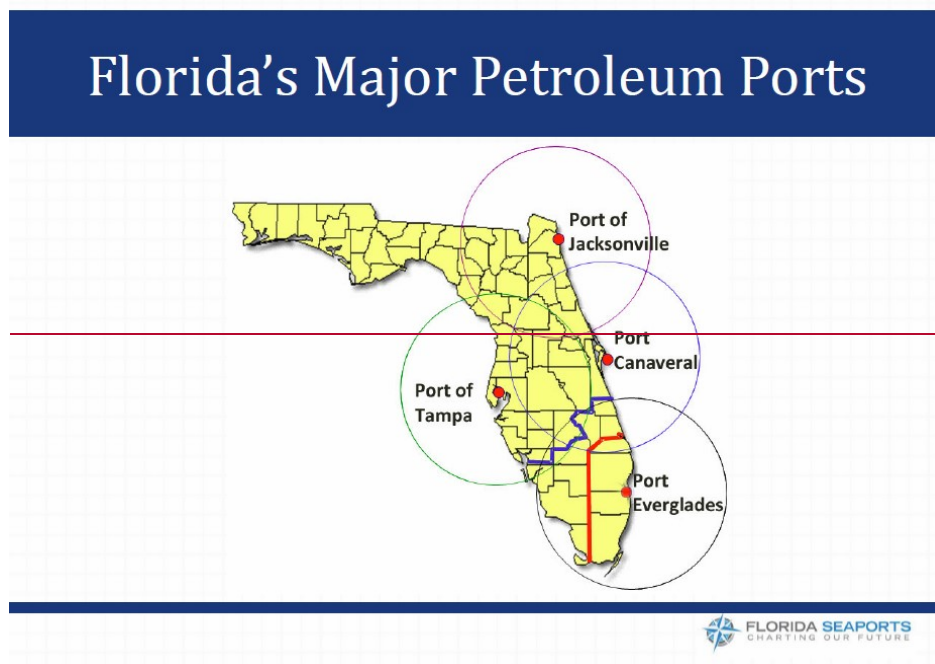 Florida's Major Petroleum Ports
Port of
Jacksonville
Port
Canaveral
Port of
Tampa
Port
Everglades
FLORIDA SEAPORTS
CHARTING OUR FUTURE